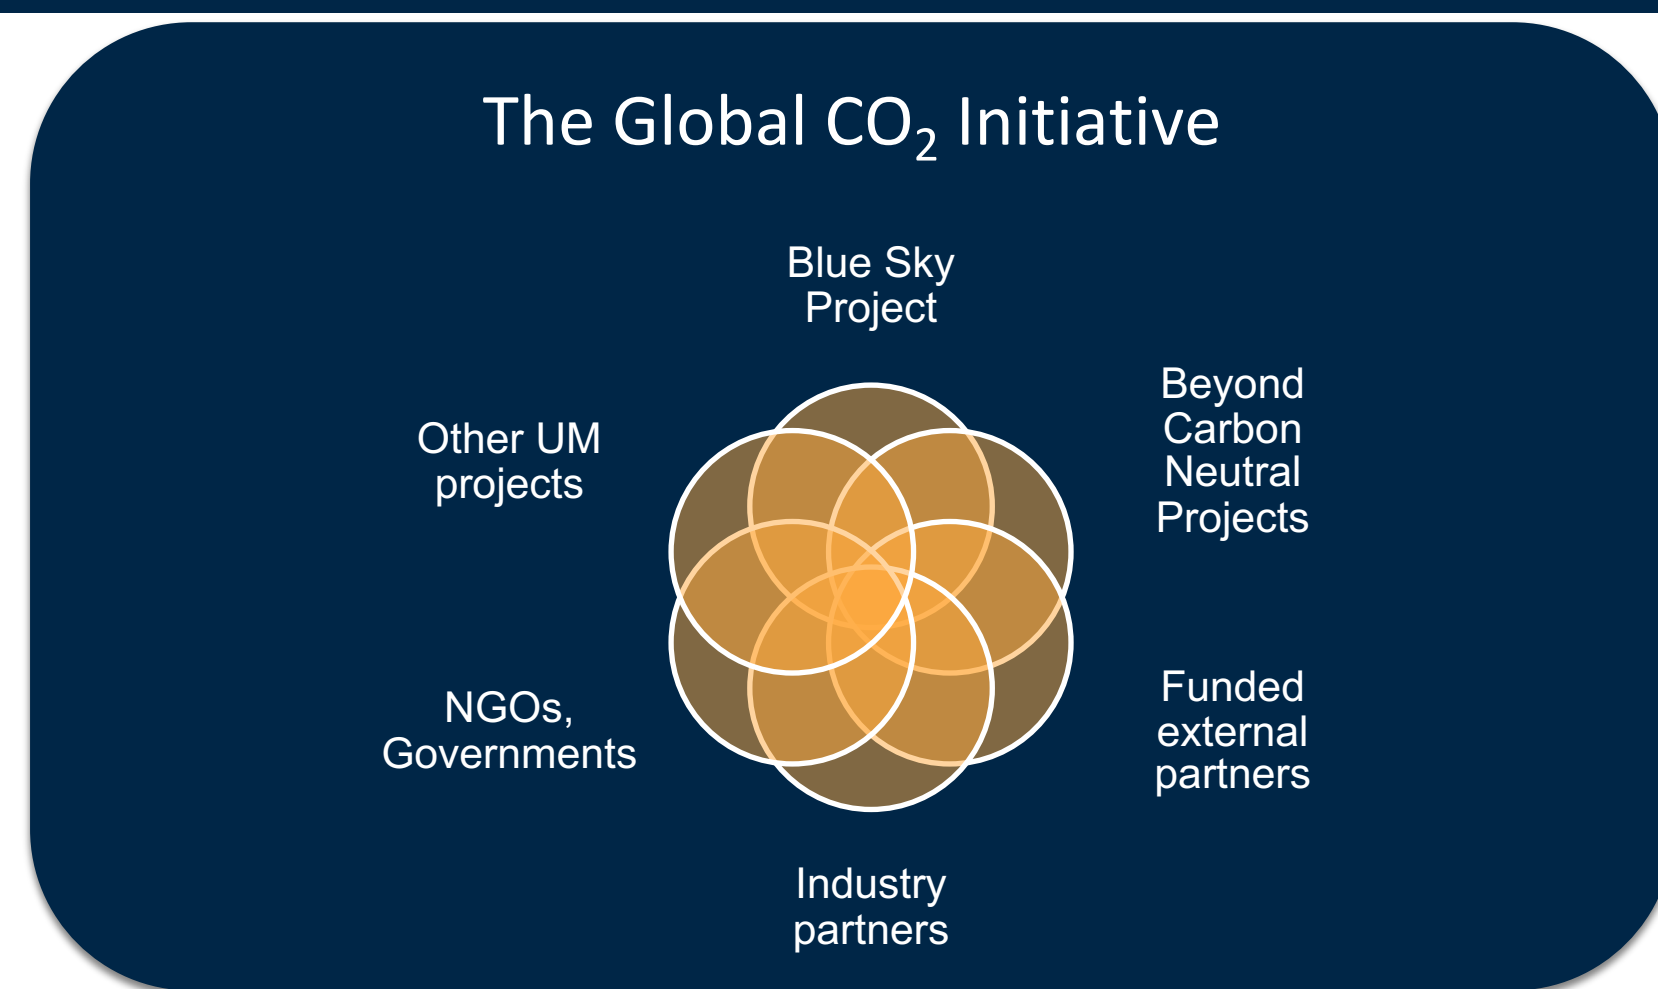 The Global CO₂ Initiative
Blue Sky
Project
Beyond
Carbon
Neutral
Projects
Other UM
projects
Funded
external
partners
NGOs,
Governments
Industry
partners